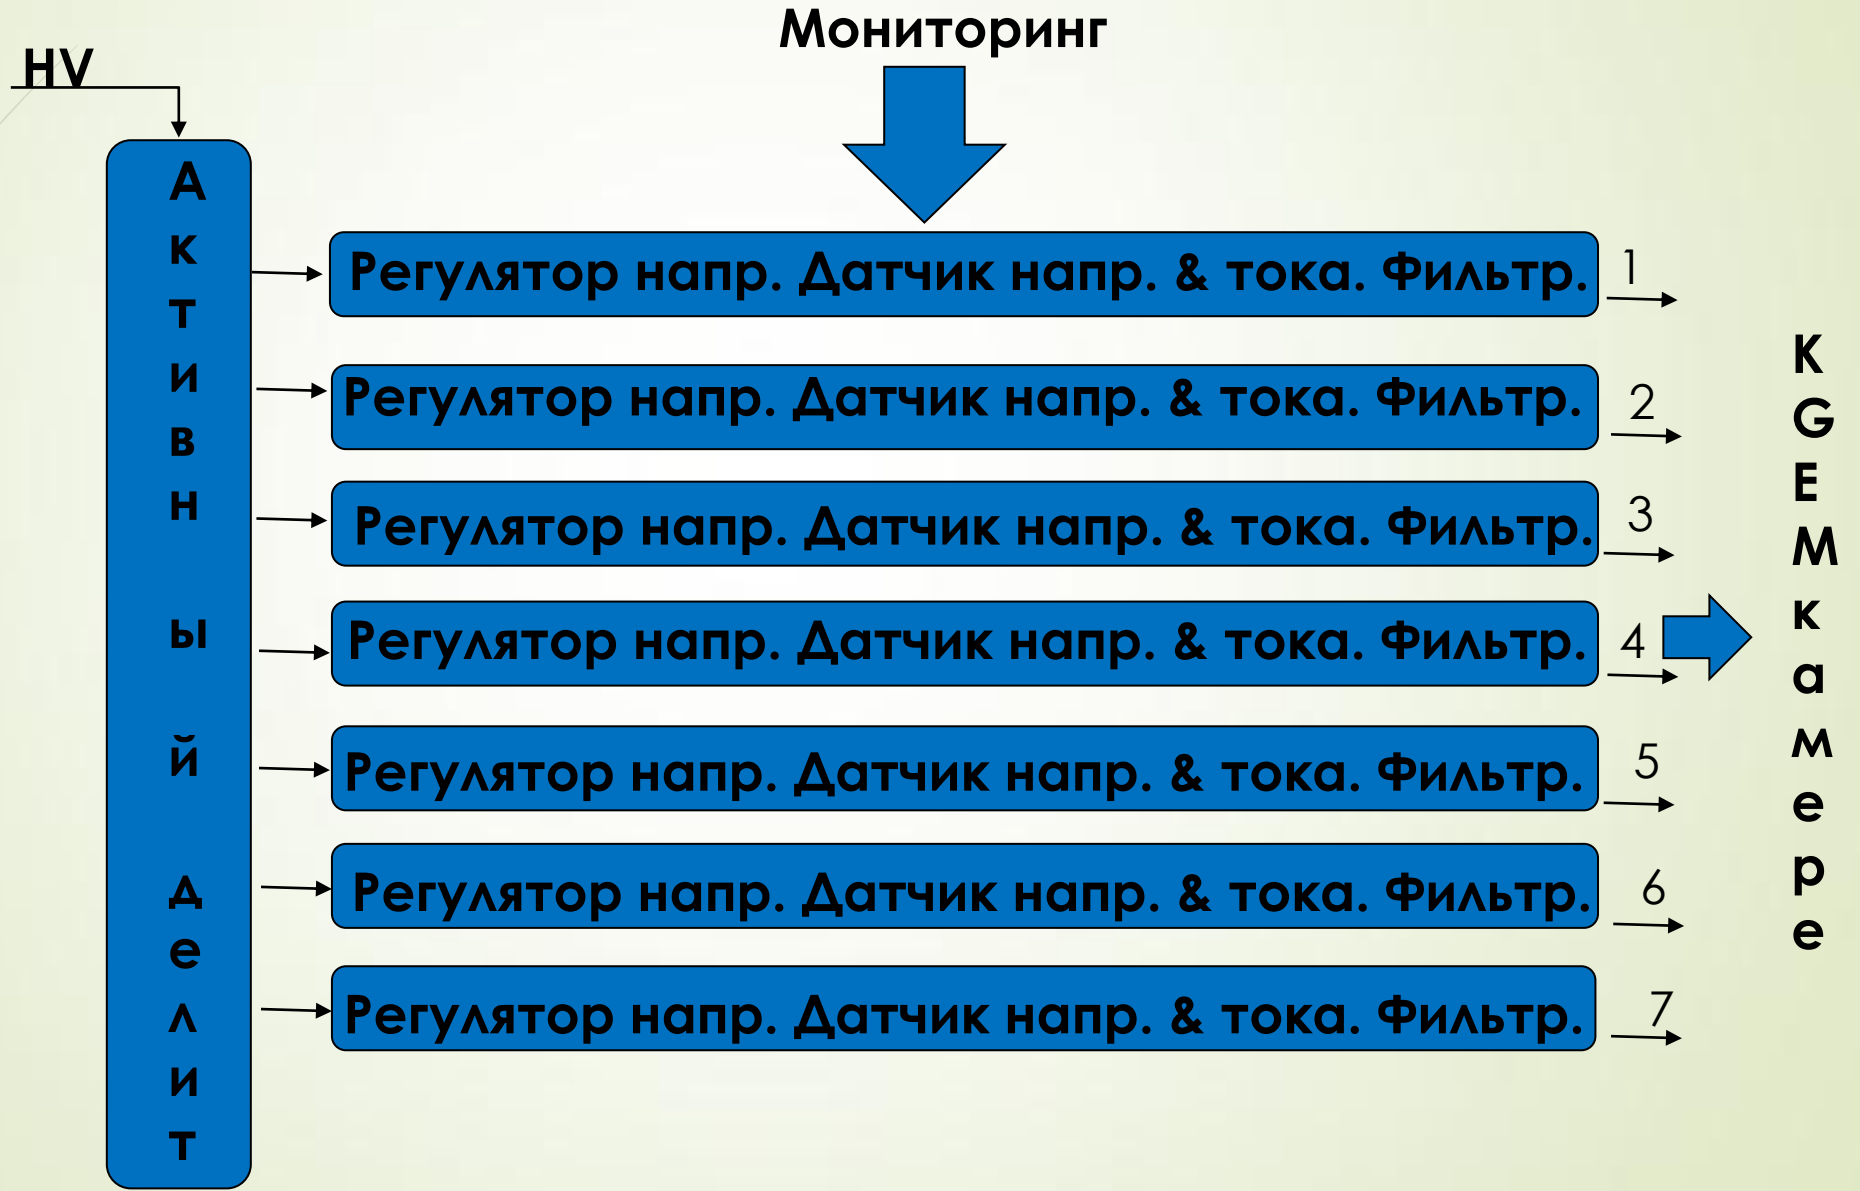 Мониторинг
HV
Активн ы й делит
Регулятор напр. Датчик напр. & тока. Фильтр.
1
Регулятор напр. Датчик напр. & тока. Фильтр.
2
Регулятор напр. Датчик напр. & тока. Фильтр.
3
Регулятор напр. Датчик напр. & тока. Фильтр.
4
Регулятор напр. Датчик напр. & тока. Фильтр.
5
Регулятор напр. Датчик напр. & тока. Фильтр.
6
Регулятор напр. Датчик напр. & тока. Фильтр.
7
К GEM камере